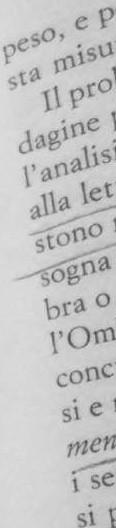 peso, e p
sta misu
Il prol
dagine p
l'analisi
alla let
stono
sogna
bra o
l'Om
conc
si e
men
i se
si p